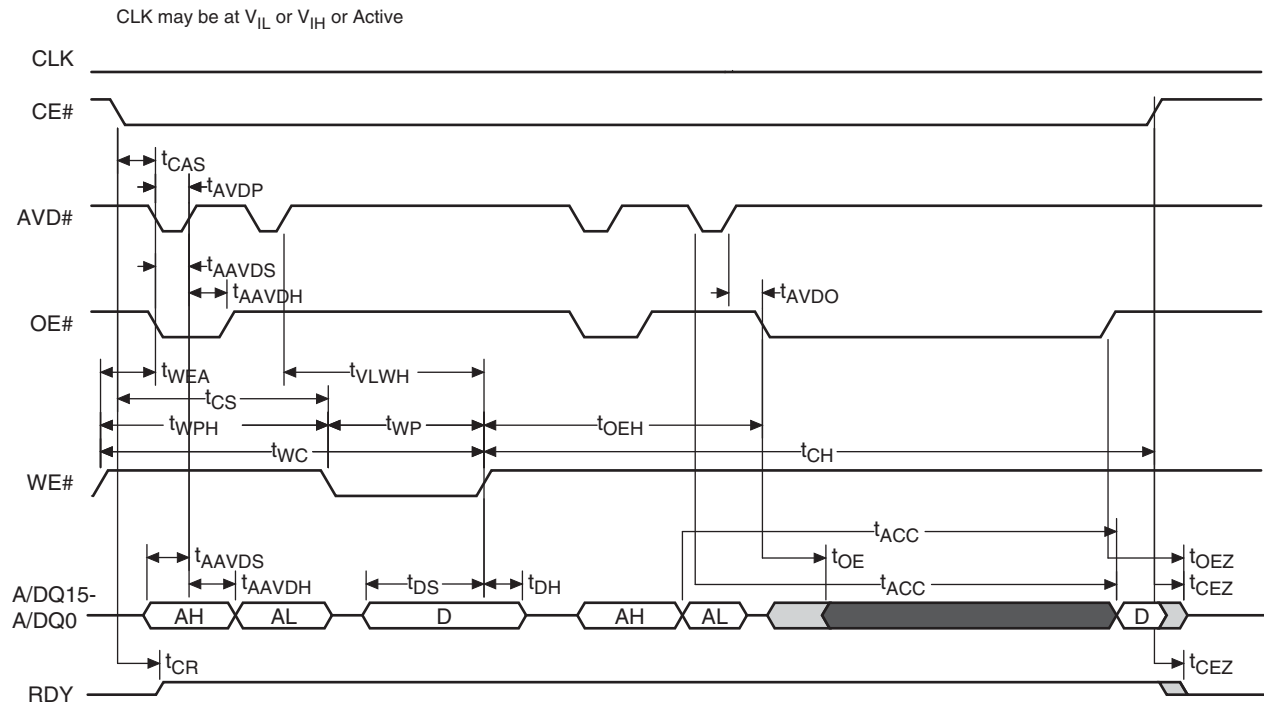 CLK may be at VIL or VIH or Active
CLK
CE#
tCAS
tAVDP
AVD#
tAAVDS
tAAVDH
tAVDO
OE#
tWEA
tVLWH
tCS
tWPH
tWP
tOEH
tWC
tCH
WE#
tACC
tAAVDS
tOE
tOEZ
tAAVDH
tDS
tDH
tACC
tCEZ
A/DQ15-
A/DQ0
AH
AL
D
AH
AL
D
tCR
tCEZ
RDY